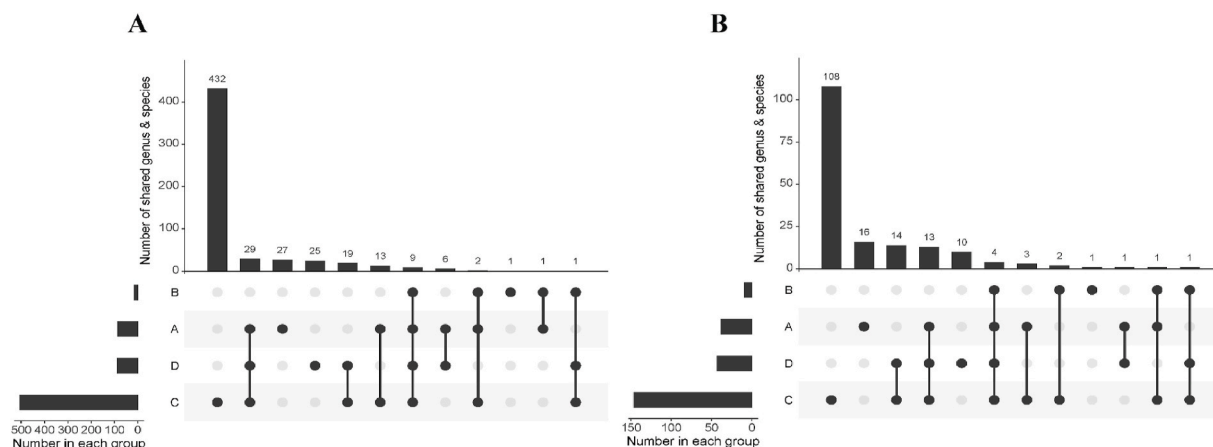 A
Number of shared genus & species
400
300
200
100
0
432
29
27
25
19
13
9
6
2
1
1
1
B
A
D
C
500 400 300 200 100 0
Number in each group
B
Number of shared genus & species
100
75
50
25
0
108
16
14
13
10
4
3
2
1
1
1
1
B
A
D
C
150 100 50 0
Number in each group